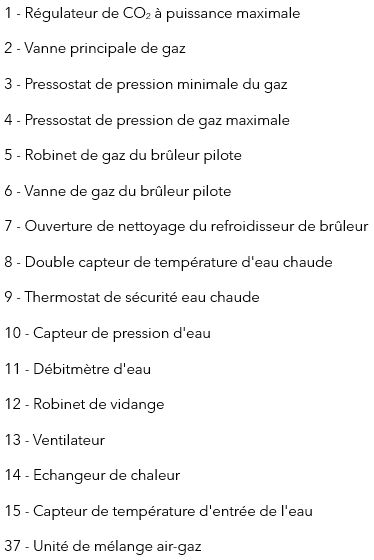 1 - Régulateur de CO₂ à puissance maximale
2 - Vanne principale de gaz
3 - Pressostat de pression minimale du gaz
4 - Pressostat de pression de gaz maximale
5 - Robinet de gaz du brûleur pilote
6 - Vanne de gaz du brûleur pilote
7 - Ouverture de nettoyage du refroidisseur de brûleur
8 - Double capteur de température d'eau chaude
9 - Thermostat de sécurité eau chaude
10 - Capteur de pression d'eau
11 - Débitmètre d'eau
12 - Robinet de vidange
13 - Ventilateur
14 - Echangeur de chaleur
15 - Capteur de température d'entrée de l'eau
37 - Unité de mélange air-gaz